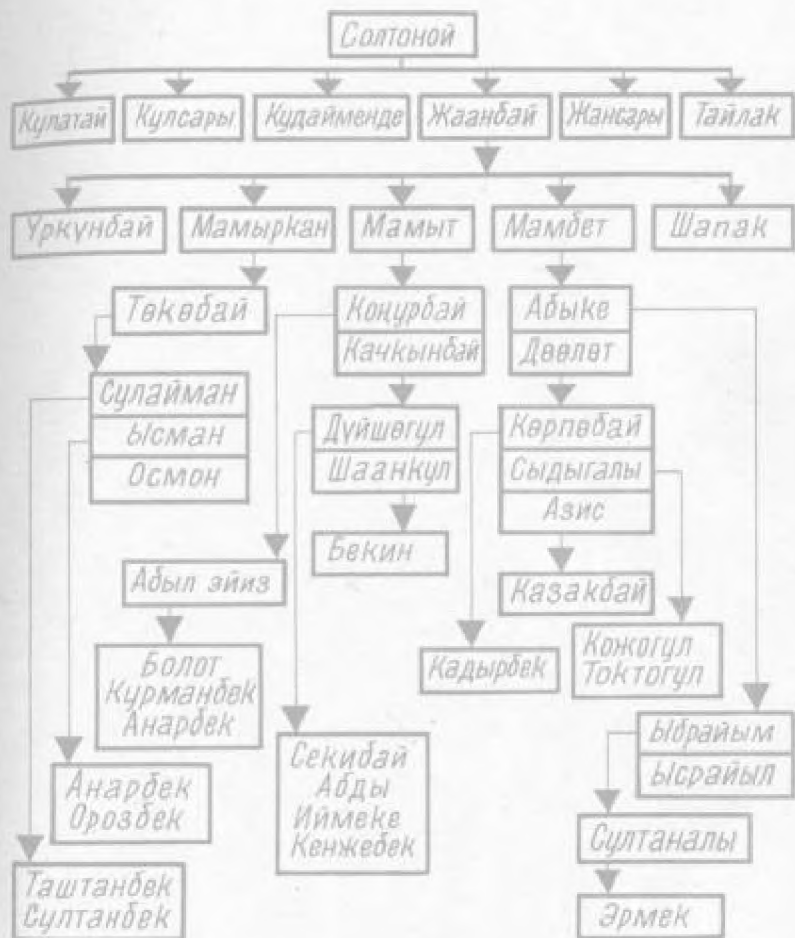 Солтоной
Кулатай Кулсары Кудайменде Жаанбай Жансары Тайлак
Үркүнбай Мамыркан Мамыт Мамбет Шапак
Төкөбай Коңурбай Абыке
Качкынбай Дөөлөт
Сулайман Дүйшөгул Көрпөбай
Ысман Шаанкул Сыдыгалы
Осмон Азис
Бекин
Абыл эйиз Казакбай
Болот Кадырбек Кожогул
Курманбек Токтогул
Анарбек
Секибай Ыбрайым
Анарбек Абды Ысрайыл
Орозбек Иймеке
Кенжебек Султаналы
Таштанбек
Султанбек Эрмек